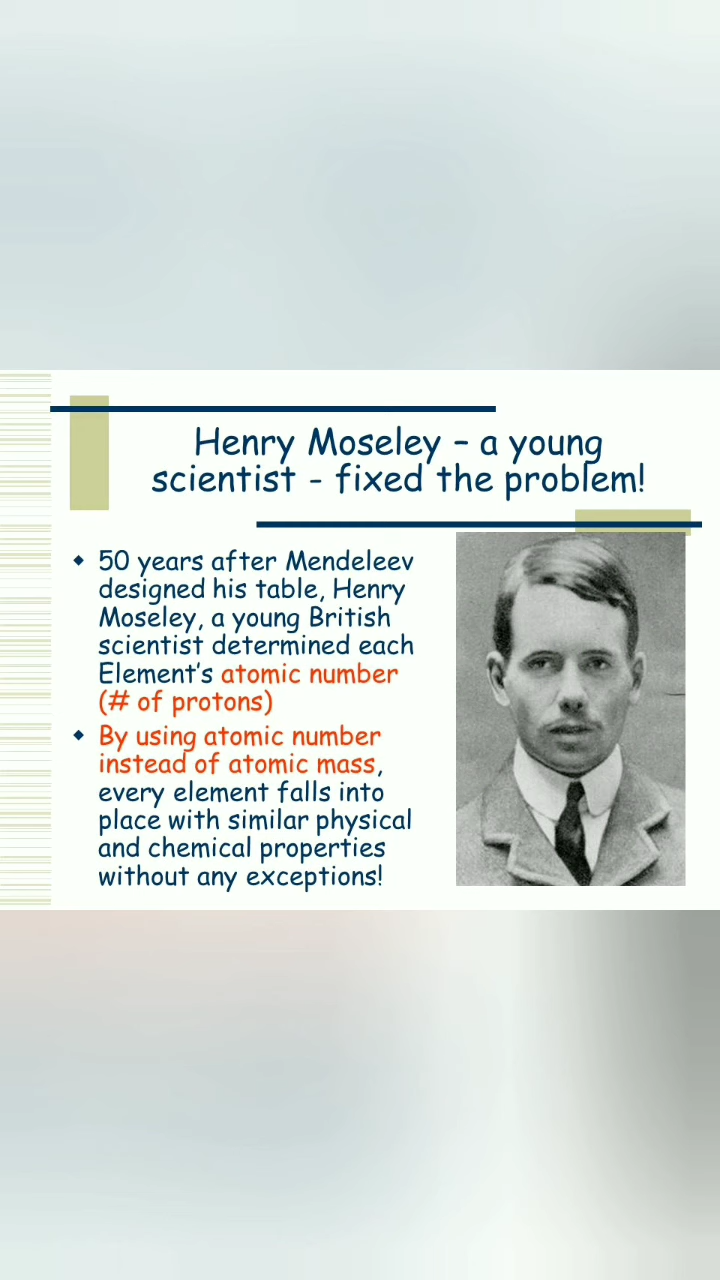 Henry Moseley – a young
scientist - fixed the problem!
◆ 50 years after Mendeleev
designed his table, Henry
Moseley, a young British
scientist determined each
Element’s atomic number
(# of protons)
◆ By using atomic number
instead of atomic mass,
every element falls into
place with similar physical
and chemical properties
without any exceptions!